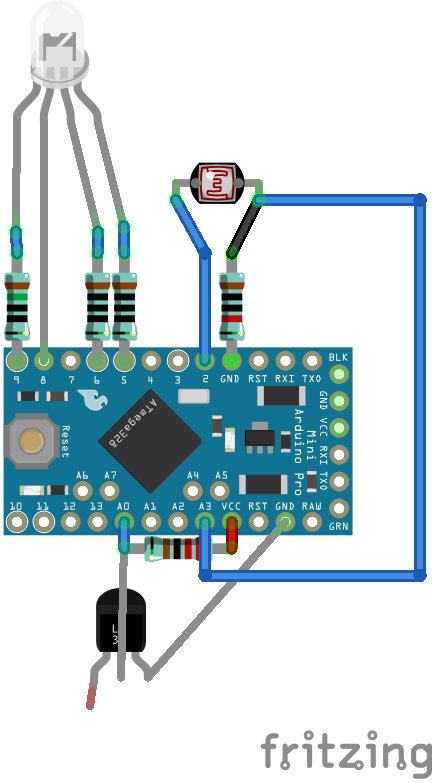 BLK
9 8 7 6 5 4 3 2 GND RST RXI TXO
GND
VCC
RXI
TXO
ATmega328
Arduino Pro
Mini
Reset
A6 A7 A4 A5
10 11 12 13 A0 A1 A2 A3 VCC RST GND RAW
GRN
L
3
fritzing